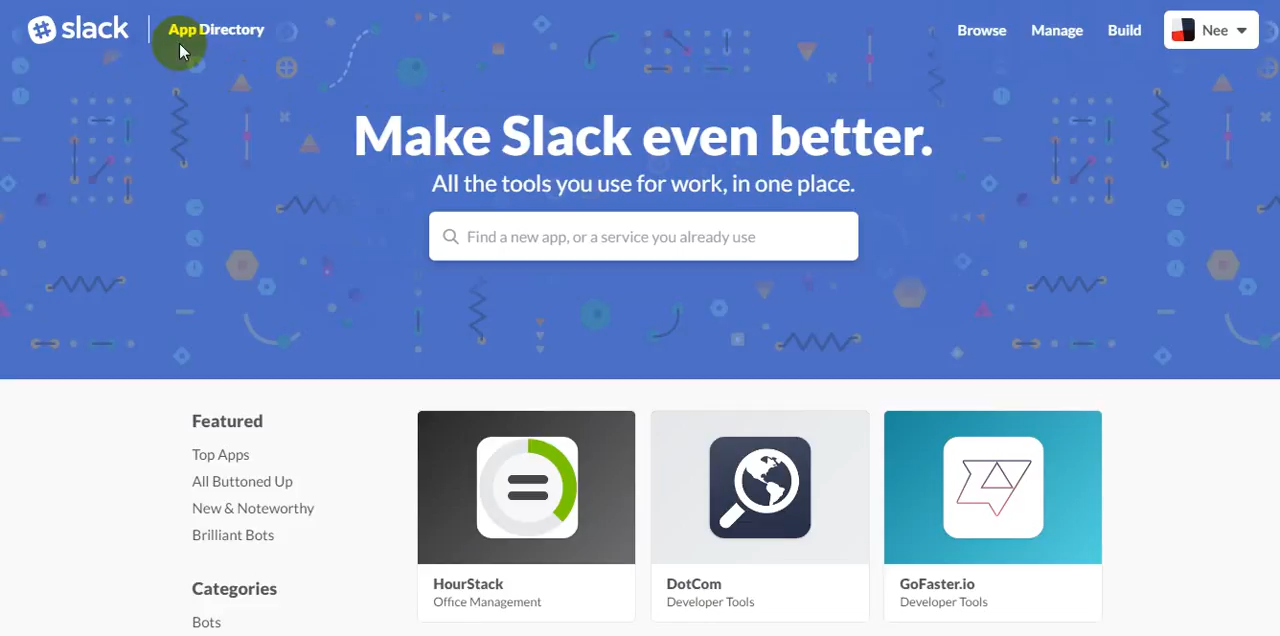 slack
App Directory
Browse
Manage
Build
Nee
Make Slack even better.
All the tools you use for work, in one place.
Find a new app, or a service you already use
Featured
Top Apps
All Buttoned Up
New & Noteworthy
Brilliant Bots
Categories
Bots
HourStack
Office Management
DotCom
Developer Tools
GoFaster.io
Developer Tools